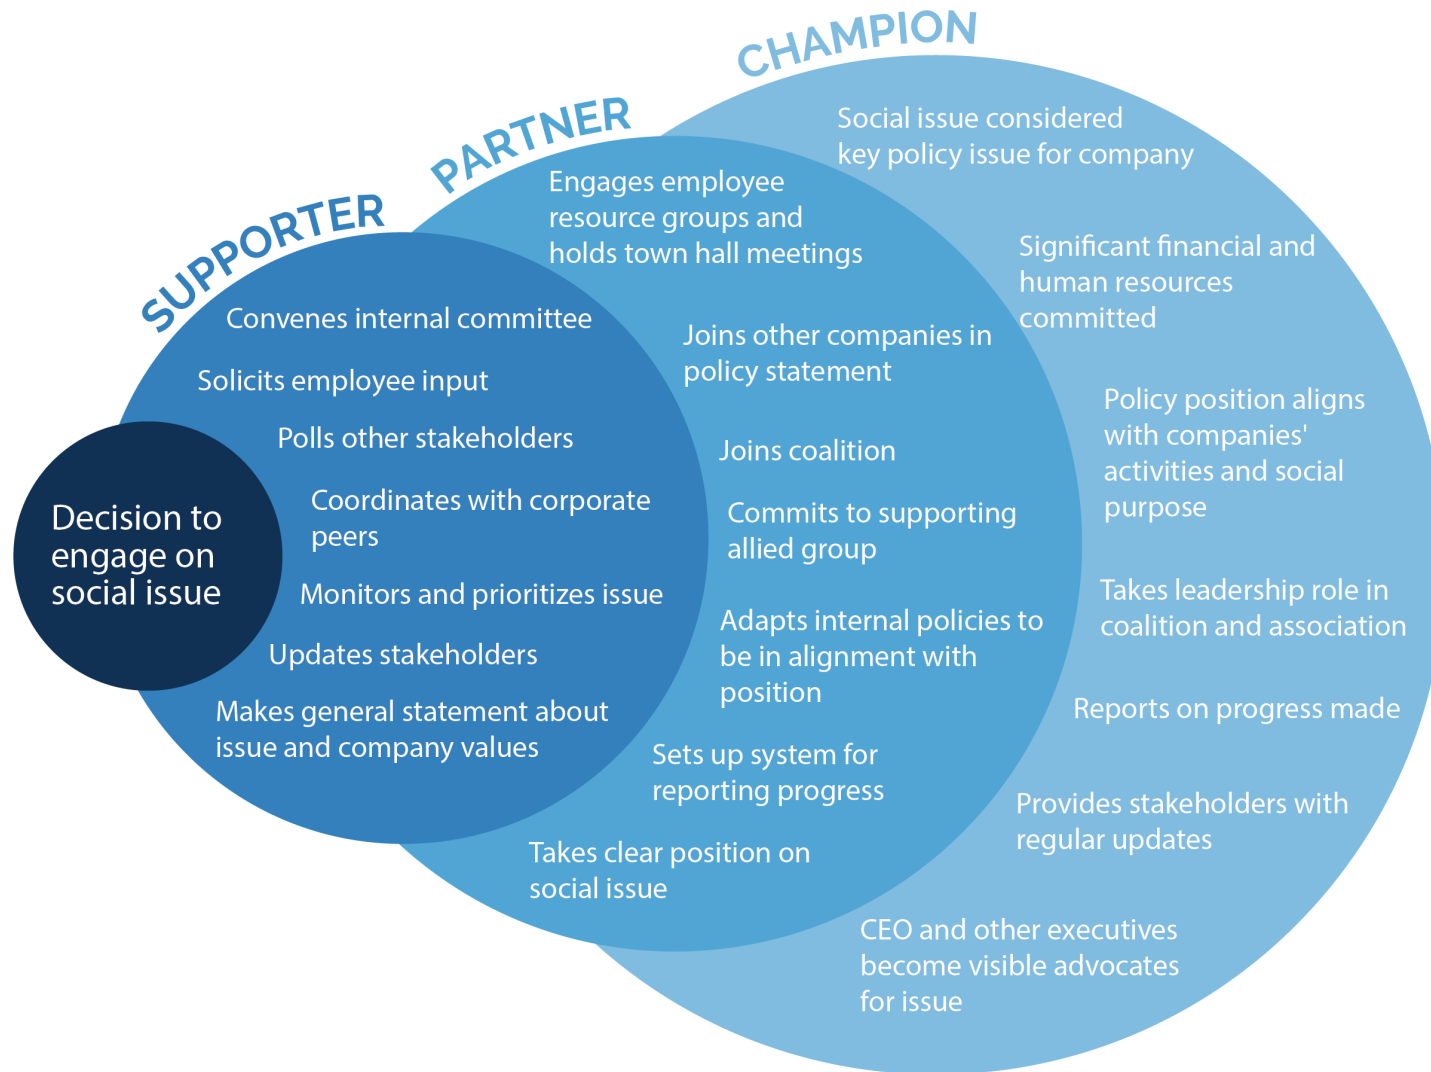 CHAMPION
PARTNER
SUPPORTER
Decision to
engage on
social issue
Convenes internal committee
Solicits employee input
Polls other stakeholders
Coordinates with corporate
peers
Monitors and prioritizes issue
Updates stakeholders
Makes general statement about
issue and company values
Engages employee
resource groups and
holds town hall meetings
Joins other companies in
policy statement
Joins coalition
Commits to supporting
allied group
Adapts internal policies to
be in alignment with
position
Sets up system for
reporting progress
Takes clear position on
social issue
Social issue considered
key policy issue for company
Significant financial and
human resources
committed
Policy position aligns
with companies'
activities and social
purpose
Takes leadership role in
coalition and association
Reports on progress made
Provides stakeholders with
regular updates
CEO and other executives
become visible advocates
for issue